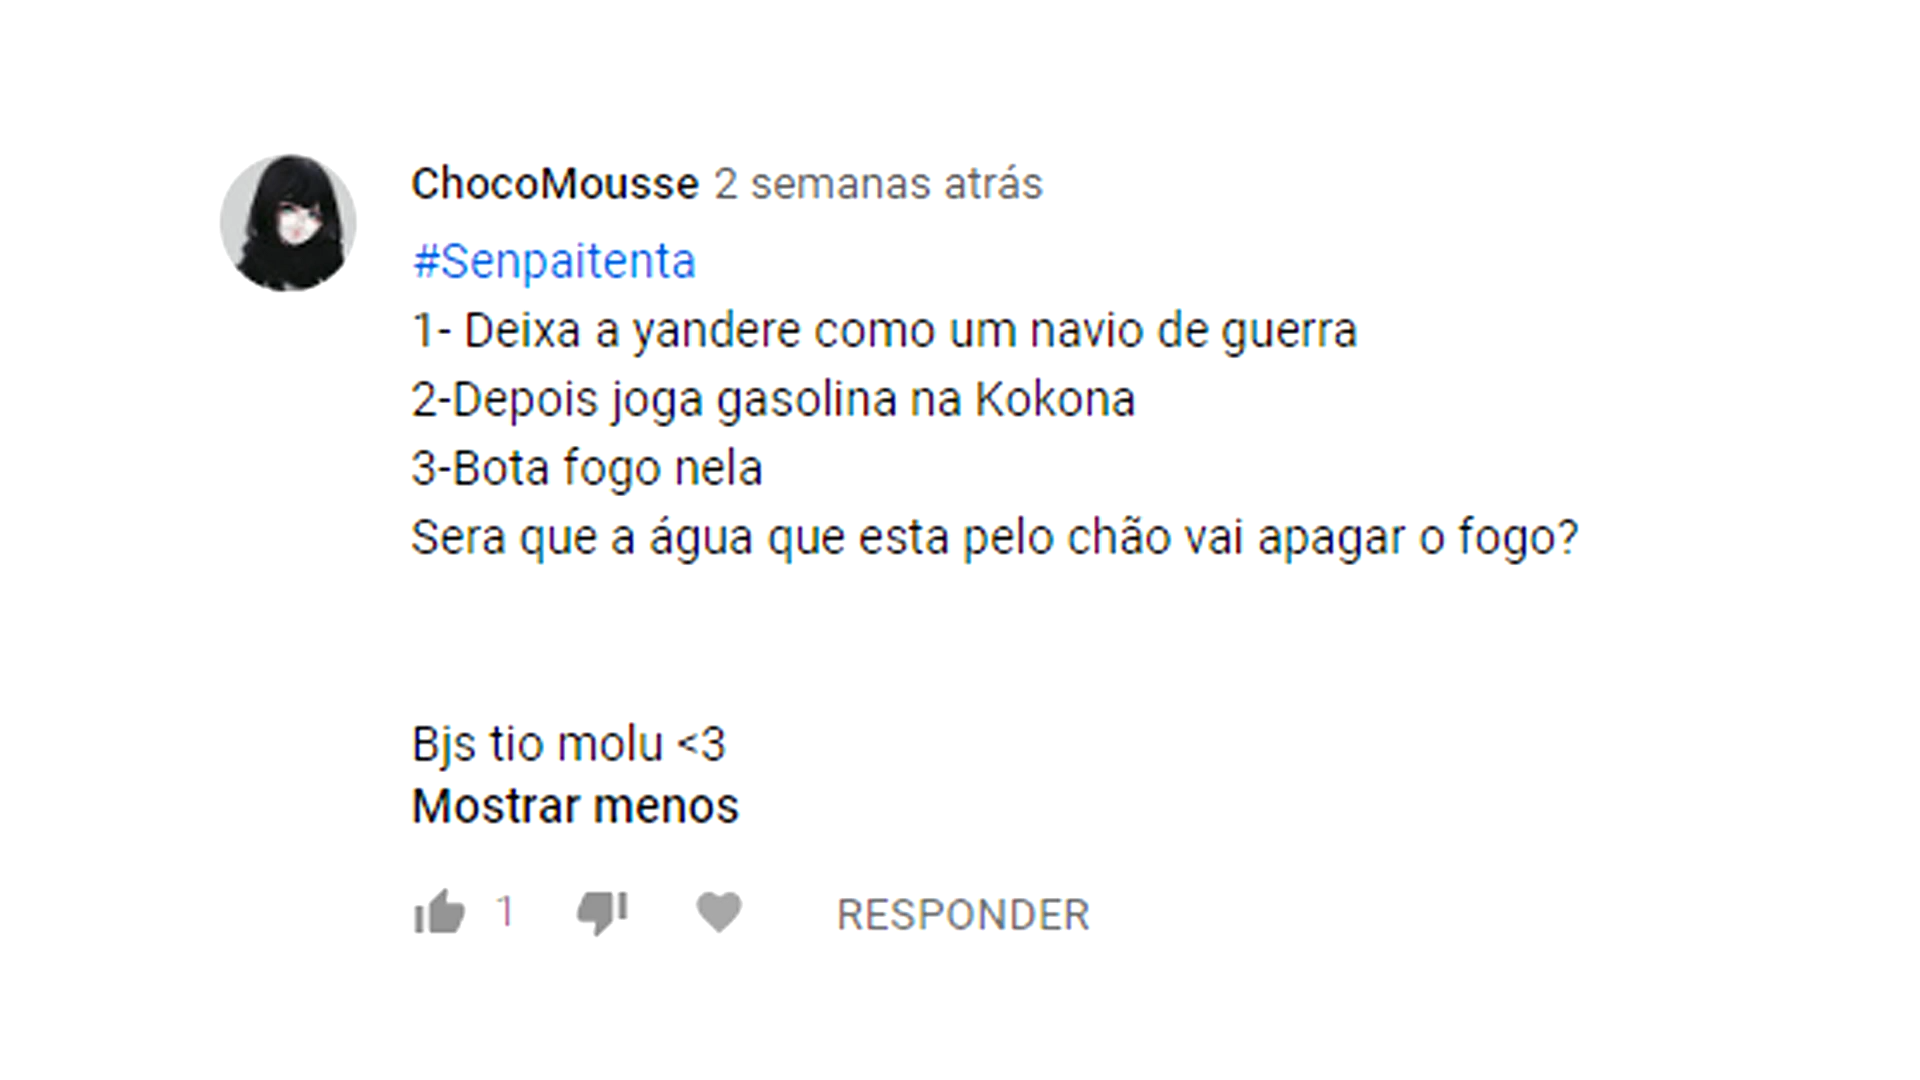 ChocoMousse 2 semanas atrás
#Senpaitenta
1- Deixa a yandere como um navio de guerra
2-Depois joga gasolina na Kokona
3-Bota fogo nela
Sera que a água que esta pelo chão vai apagar o fogo?
Bjs tio molu <3
Mostrar menos
1 RESPONDER